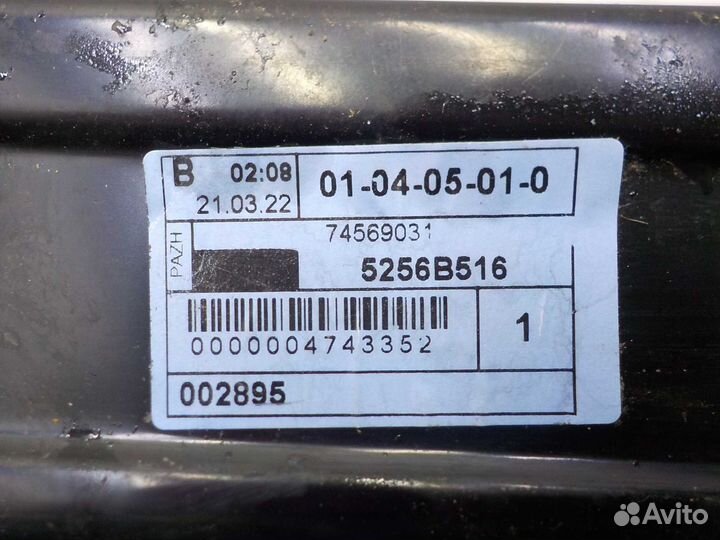 B 02:08 01-04-05-01-0
21.03.22
PAZH
74569031
5256B516
0000004743352
1
002895
Avito